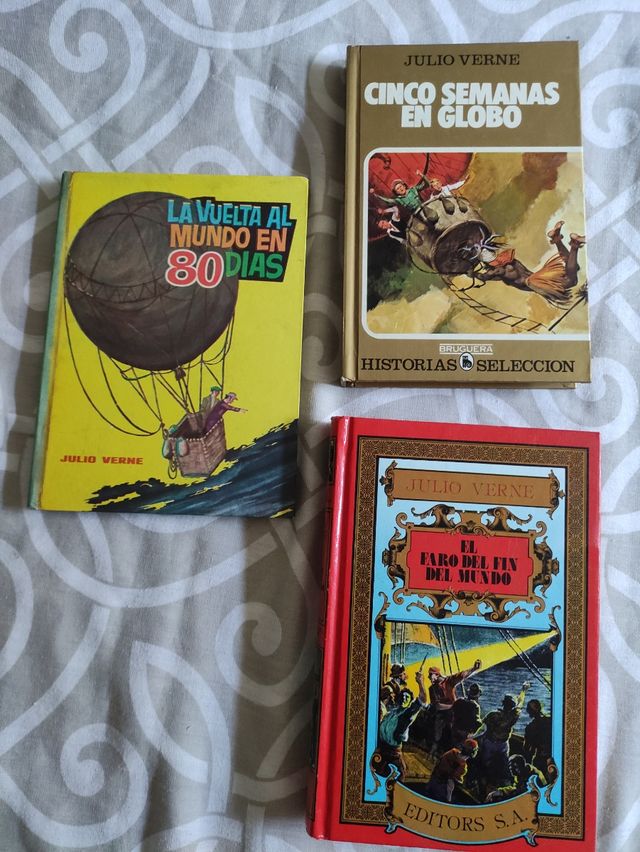 LA VUELTA AL
MUNDO EN
80 DIAS
JULIO VERNE
JULIO VERNE
CINCO SEMANAS
EN GLOBO
BRUGUERA
HISTORIAS SELECCION
JULIO VERNE
EL
FARO DEL FIN
DEL MUNDO
EDITORS S.A.